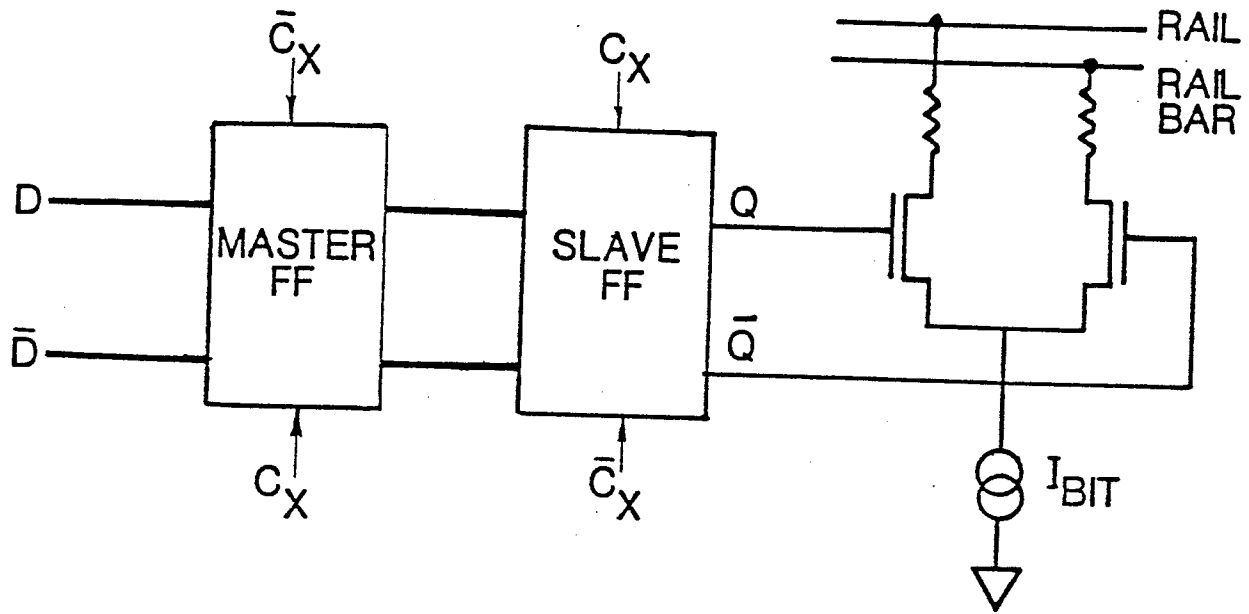 C̄X
CX
RAIL
RAIL
BAR
D
MASTER
FF
SLAVE
FF
Q
D̄
Q̄
CX
C̄X
IBIT